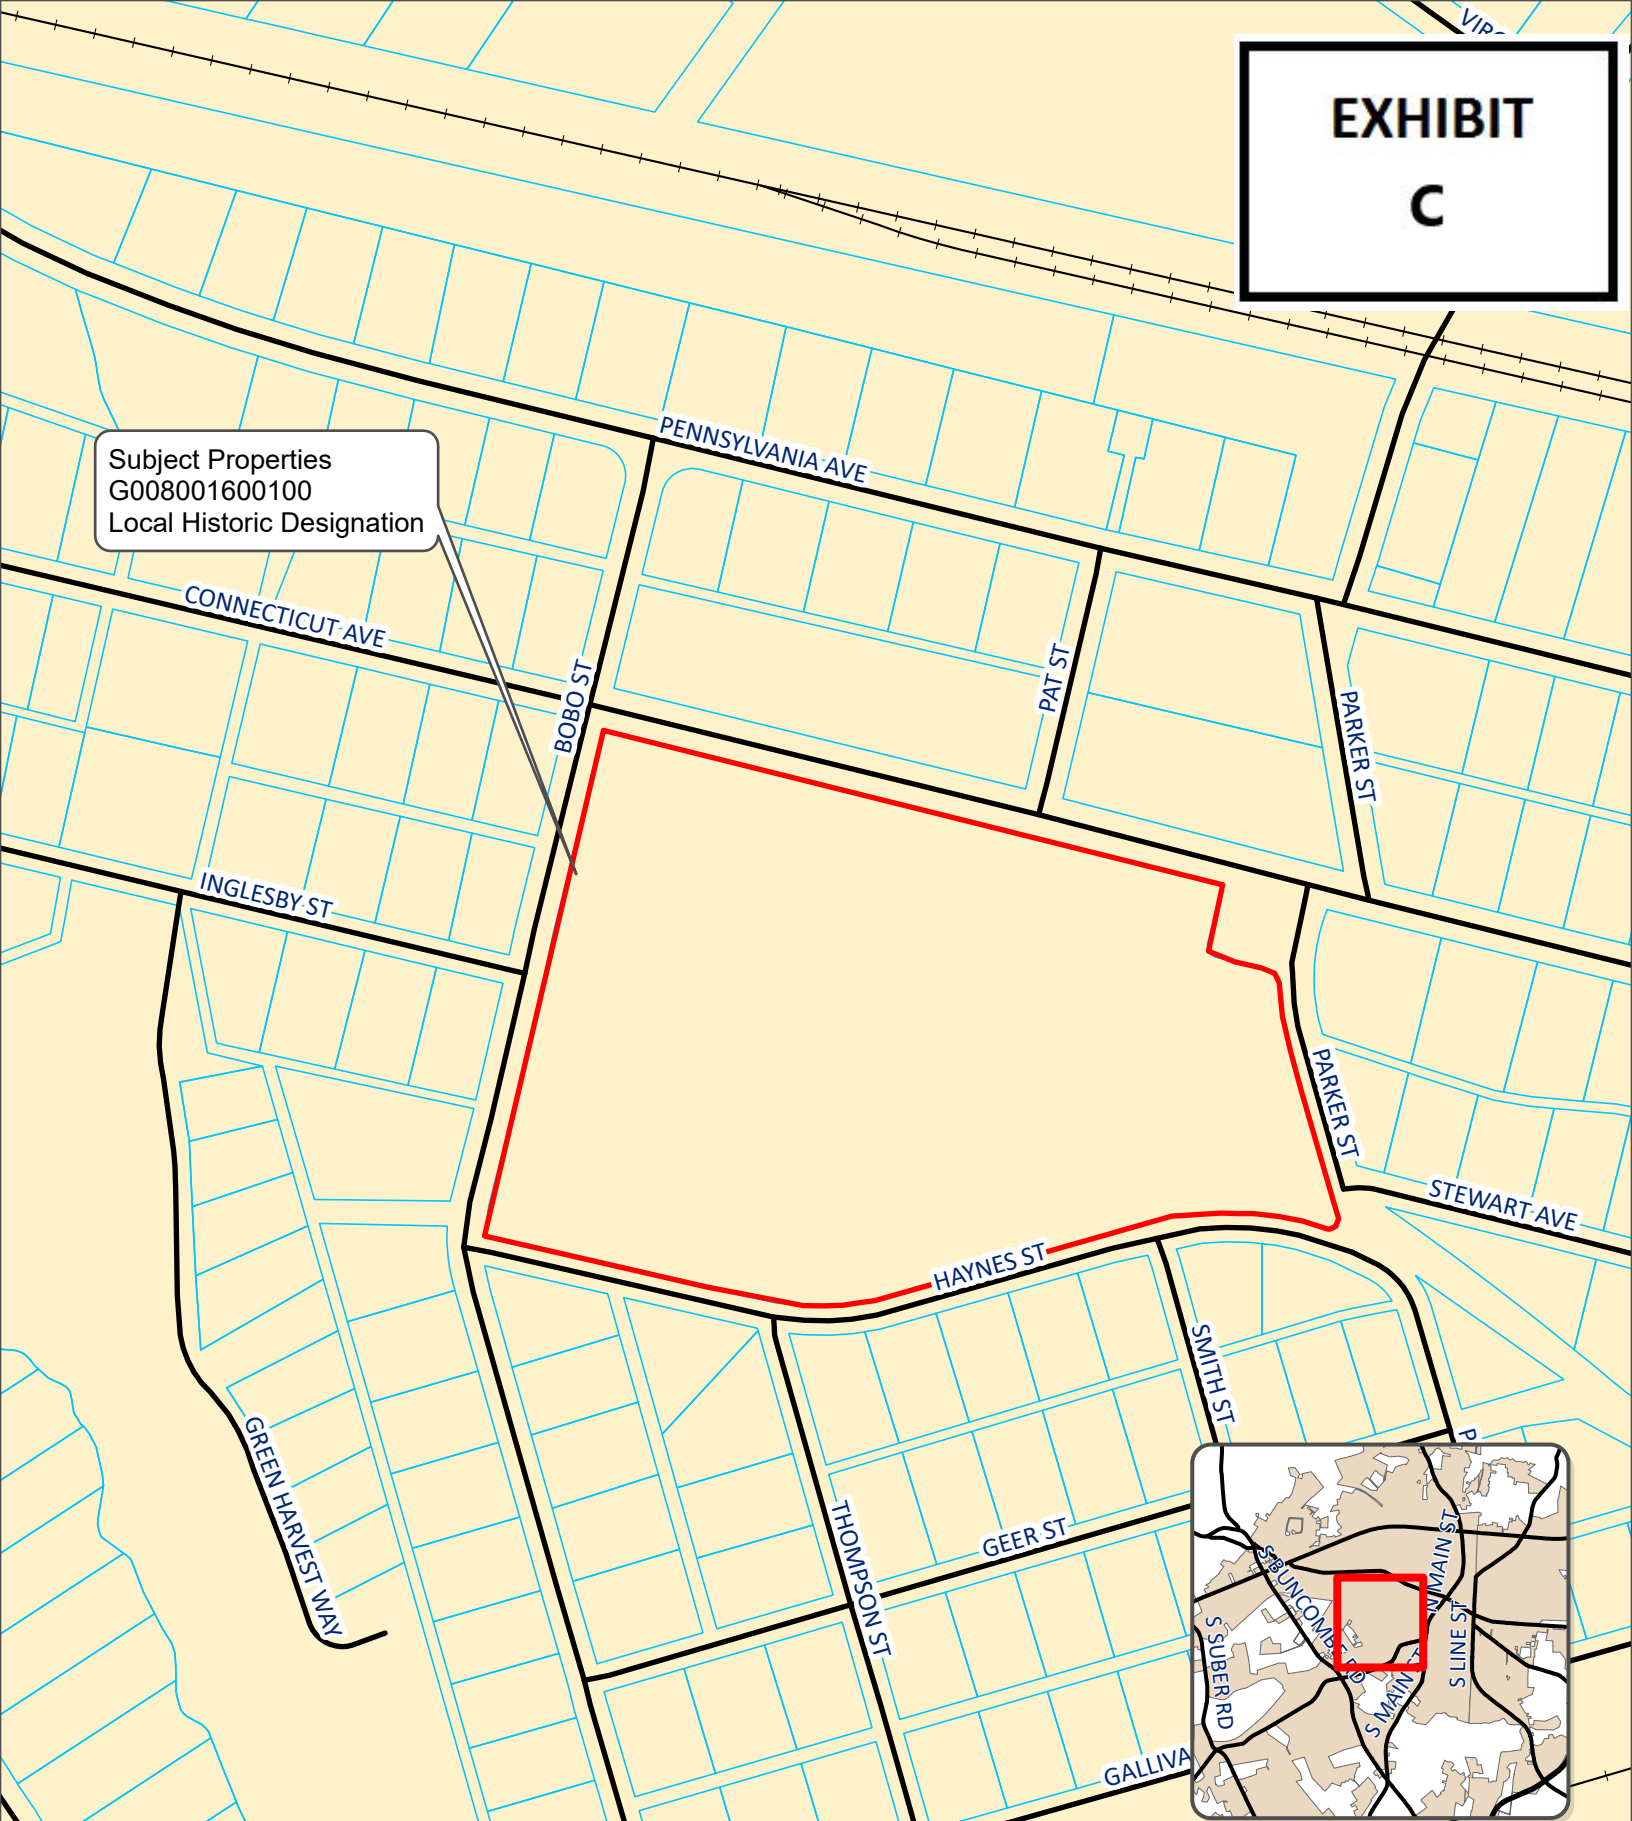 EXHIBIT
C
PENNSYLVANIA AVE
Subject Properties
G008001600100
Local Historic Designation
CONNECTICUT AVE
BOBO ST
PAT ST
PARKER ST
INGLESBY ST
PARKER ST
STEWART AVE
HAYNES ST
SMITH ST
GREEN HARVEST WAY
THOMPSON ST
GEER ST
GALLIVA
P
S BUNCOMBE RD
N MAIN ST
S LINE ST
S SUBER RD
S MAIN ST